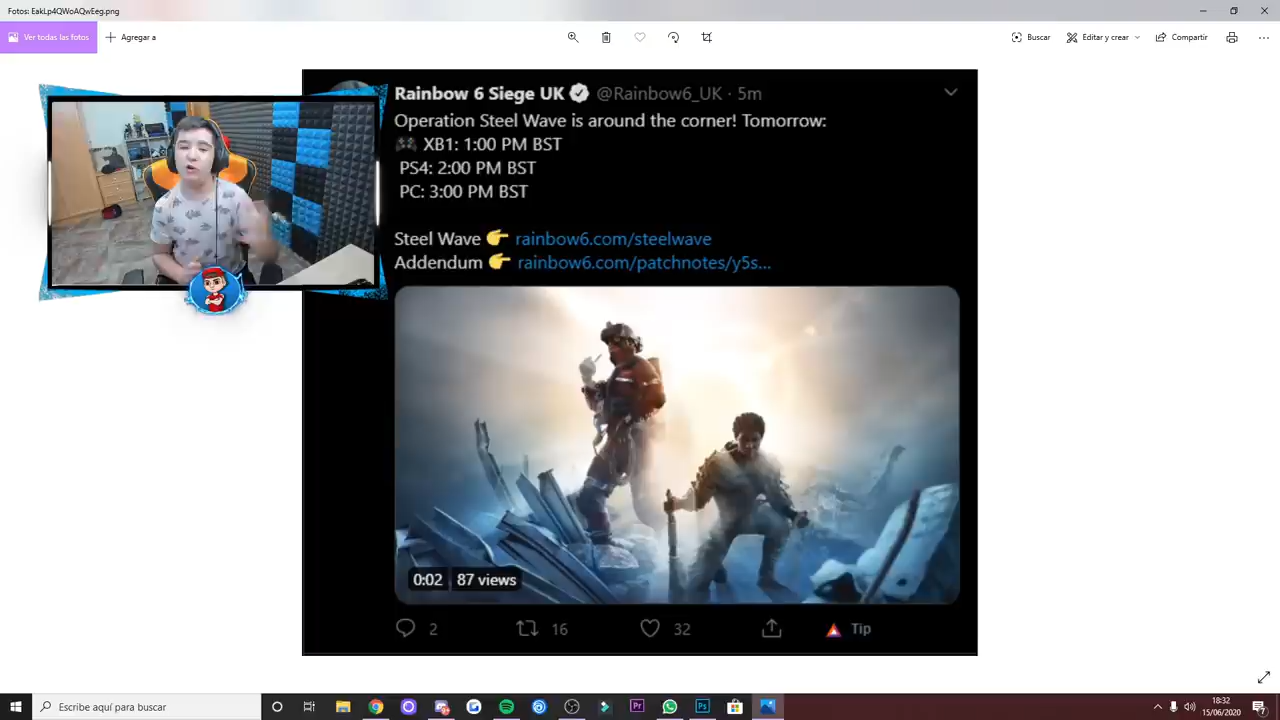 Fotos: EakLp4QWoAQwEeg.png
Ver todas las fotos
Agregar a
Buscar
Editar y crear
Compartir
Rainbow 6 Siege UK @Rainbow6_UK · 5m
Operation Steel Wave is around the corner! Tomorrow:
🎮 XB1: 1:00 PM BST
PS4: 2:00 PM BST
PC: 3:00 PM BST
Steel Wave 👉 rainbow6.com/steelwave
Addendum 👉 rainbow6.com/patchnotes/y5s...
0:02 87 views
2 16 32 Tip
Escribe aquí para buscar
18:32
15/06/2020